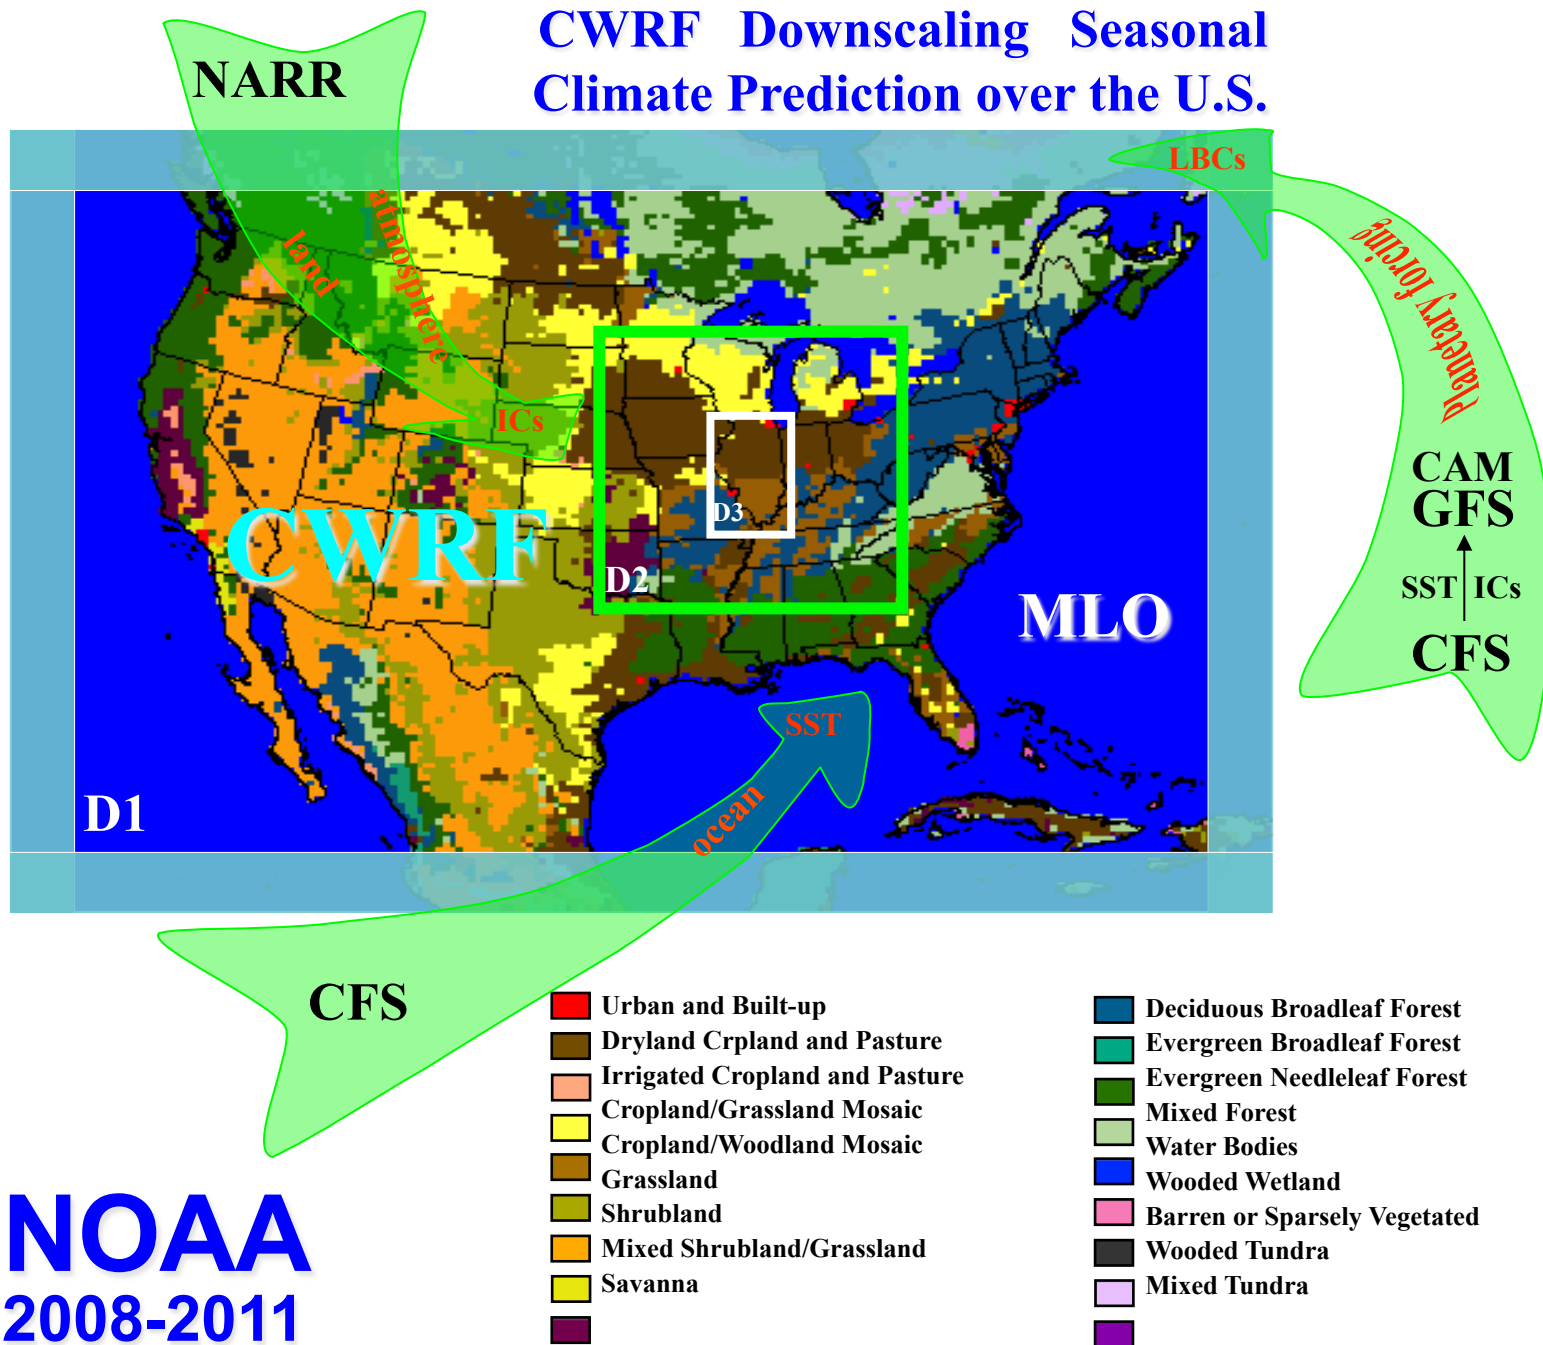 CWRF Downscaling Seasonal
Climate Prediction over the U.S.
NARR
LBCs
land
atmosphere
Planetary forcing
ICs
CAM
GFS
SST ICs
CFS
CWRF
D3
D2
MLO
SST
D1
ocean
CFS
Urban and Built-up
Dryland Crpland and Pasture
Irrigated Cropland and Pasture
Cropland/Grassland Mosaic
Cropland/Woodland Mosaic
Grassland
Shrubland
Mixed Shrubland/Grassland
Savanna
Deciduous Broadleaf Forest
Evergreen Broadleaf Forest
Evergreen Needleleaf Forest
Mixed Forest
Water Bodies
Wooded Wetland
Barren or Sparsely Vegetated
Wooded Tundra
Mixed Tundra
NOAA
2008-2011